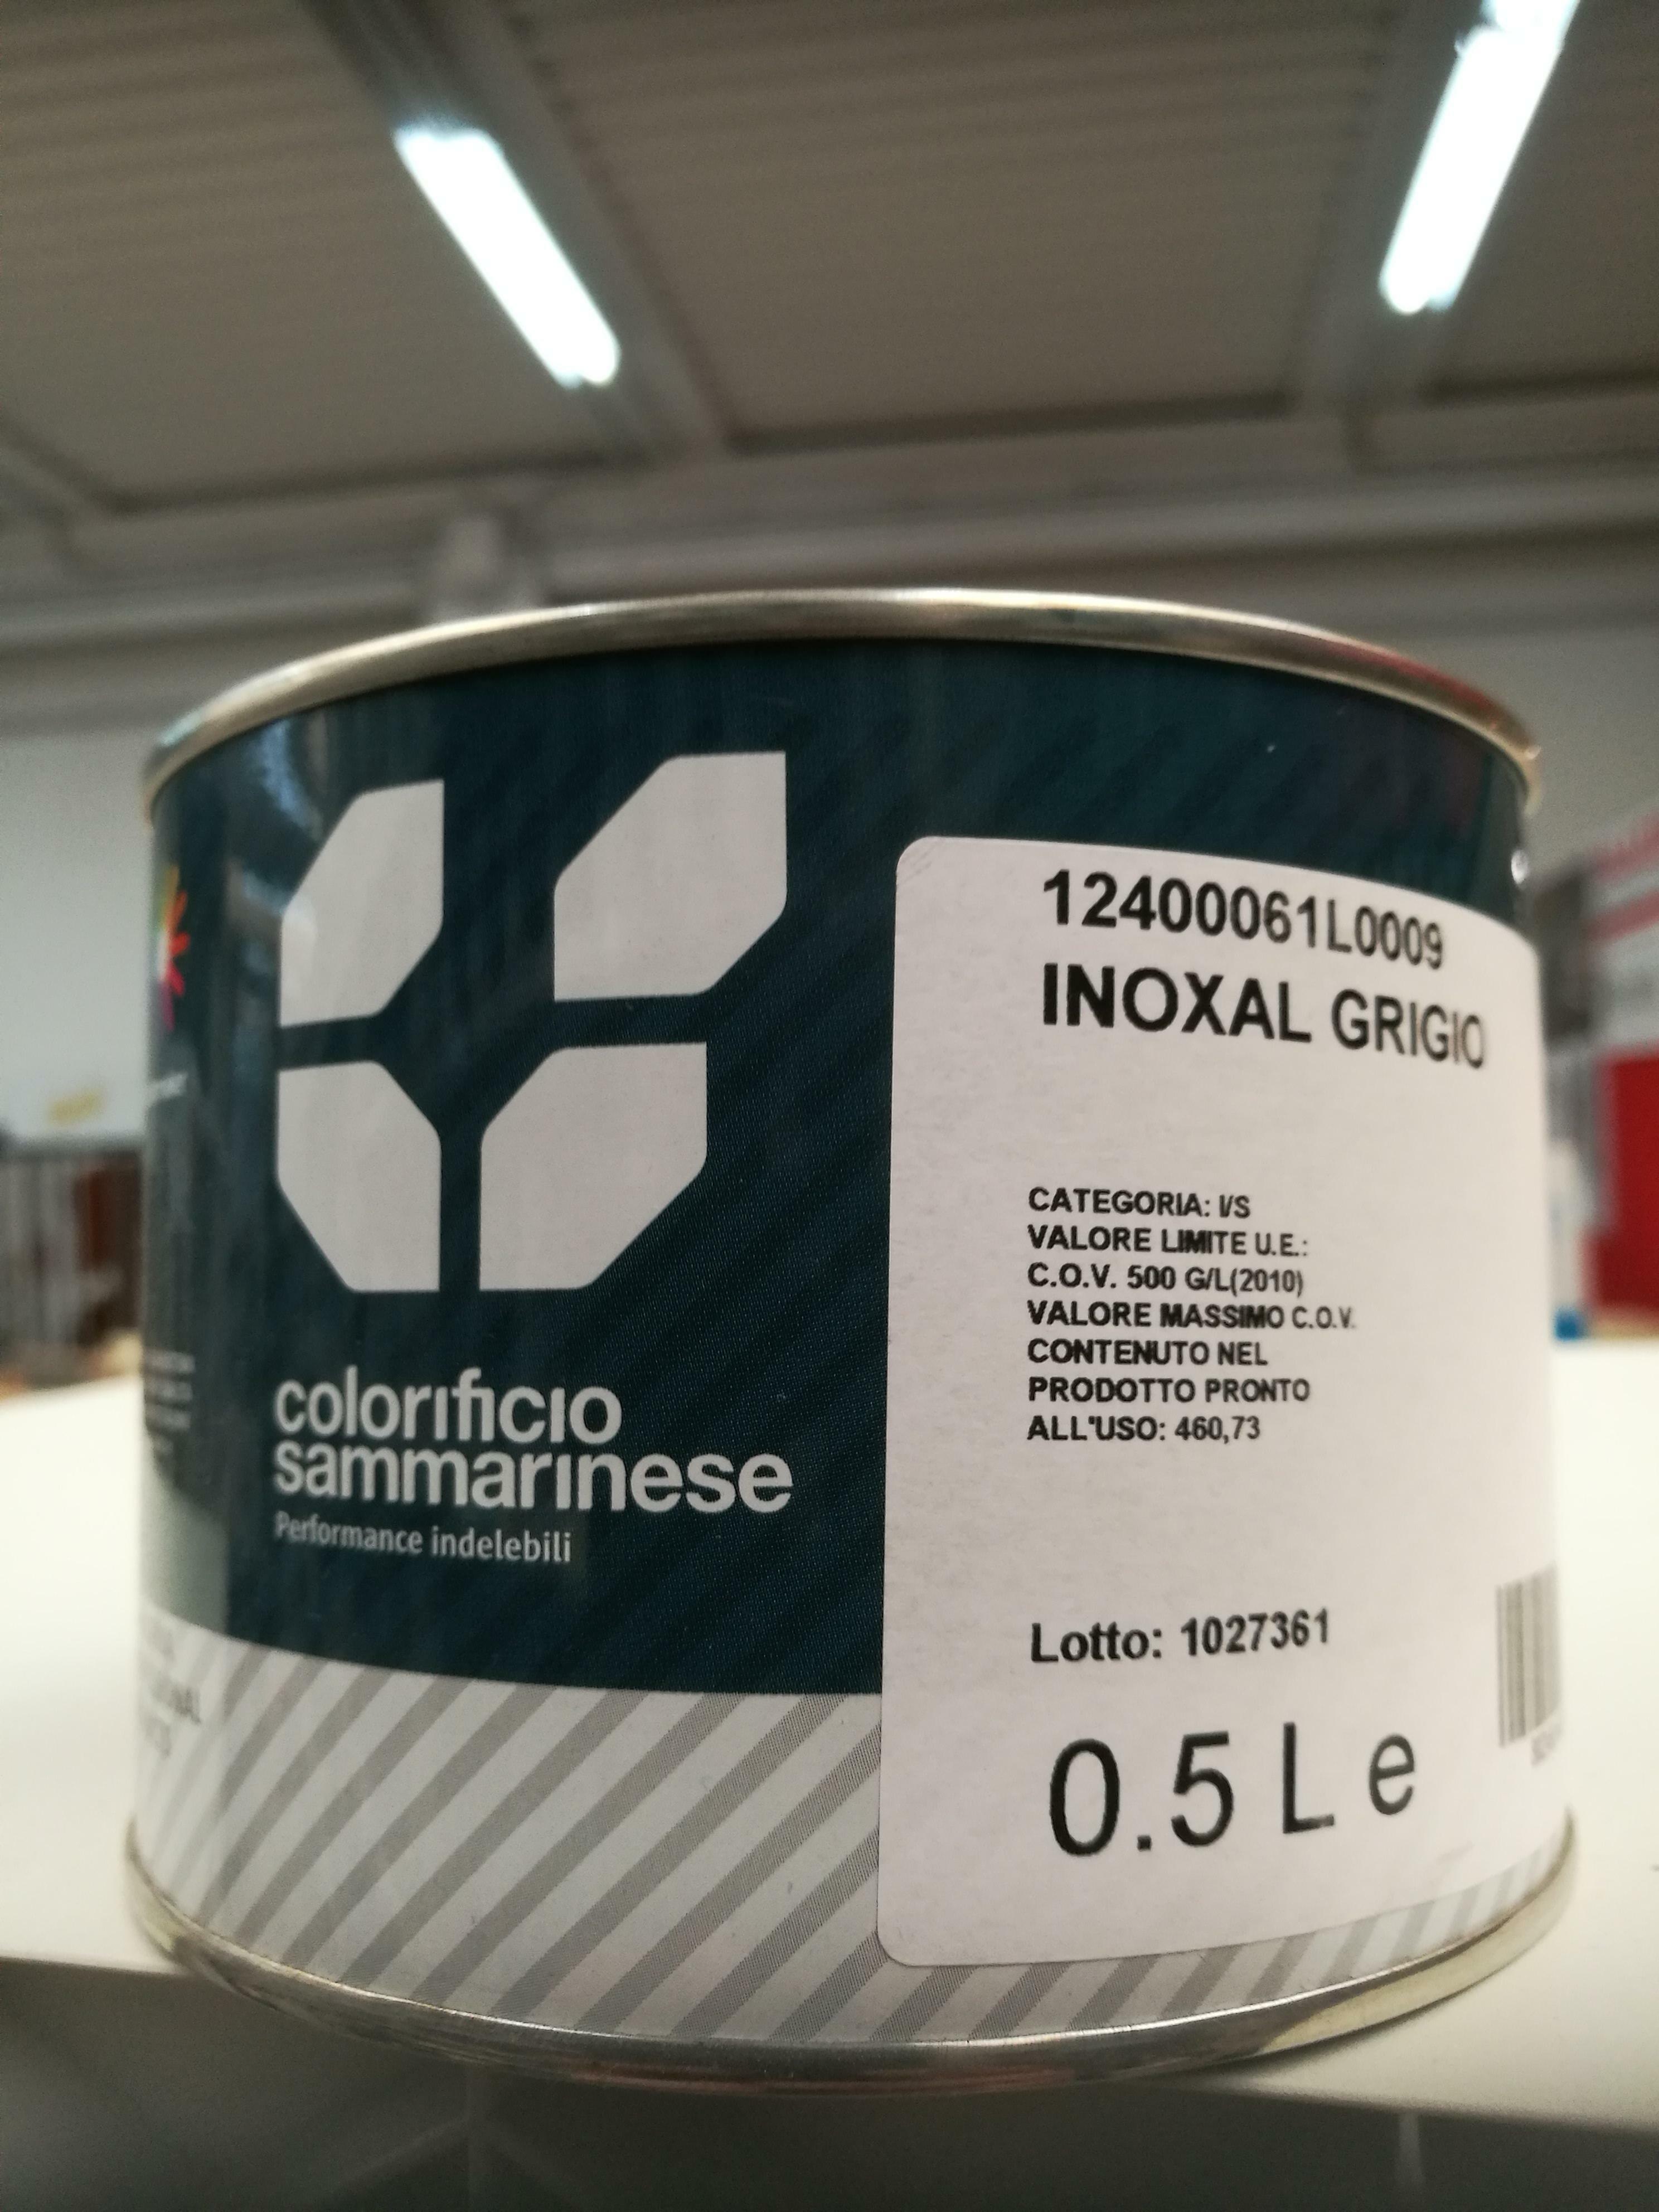 colorificio
sammarinese
Performance indelebili
12400061L0009
INOXAL GRIGIO
CATEGORIA: I/S
VALORE LIMITE U.E.:
C.O.V. 500 G/L(2010)
VALORE MASSIMO C.O.V.
CONTENUTO NEL
PRODOTTO PRONTO
ALL'USO: 460,73
Lotto: 1027361
0.5 L e